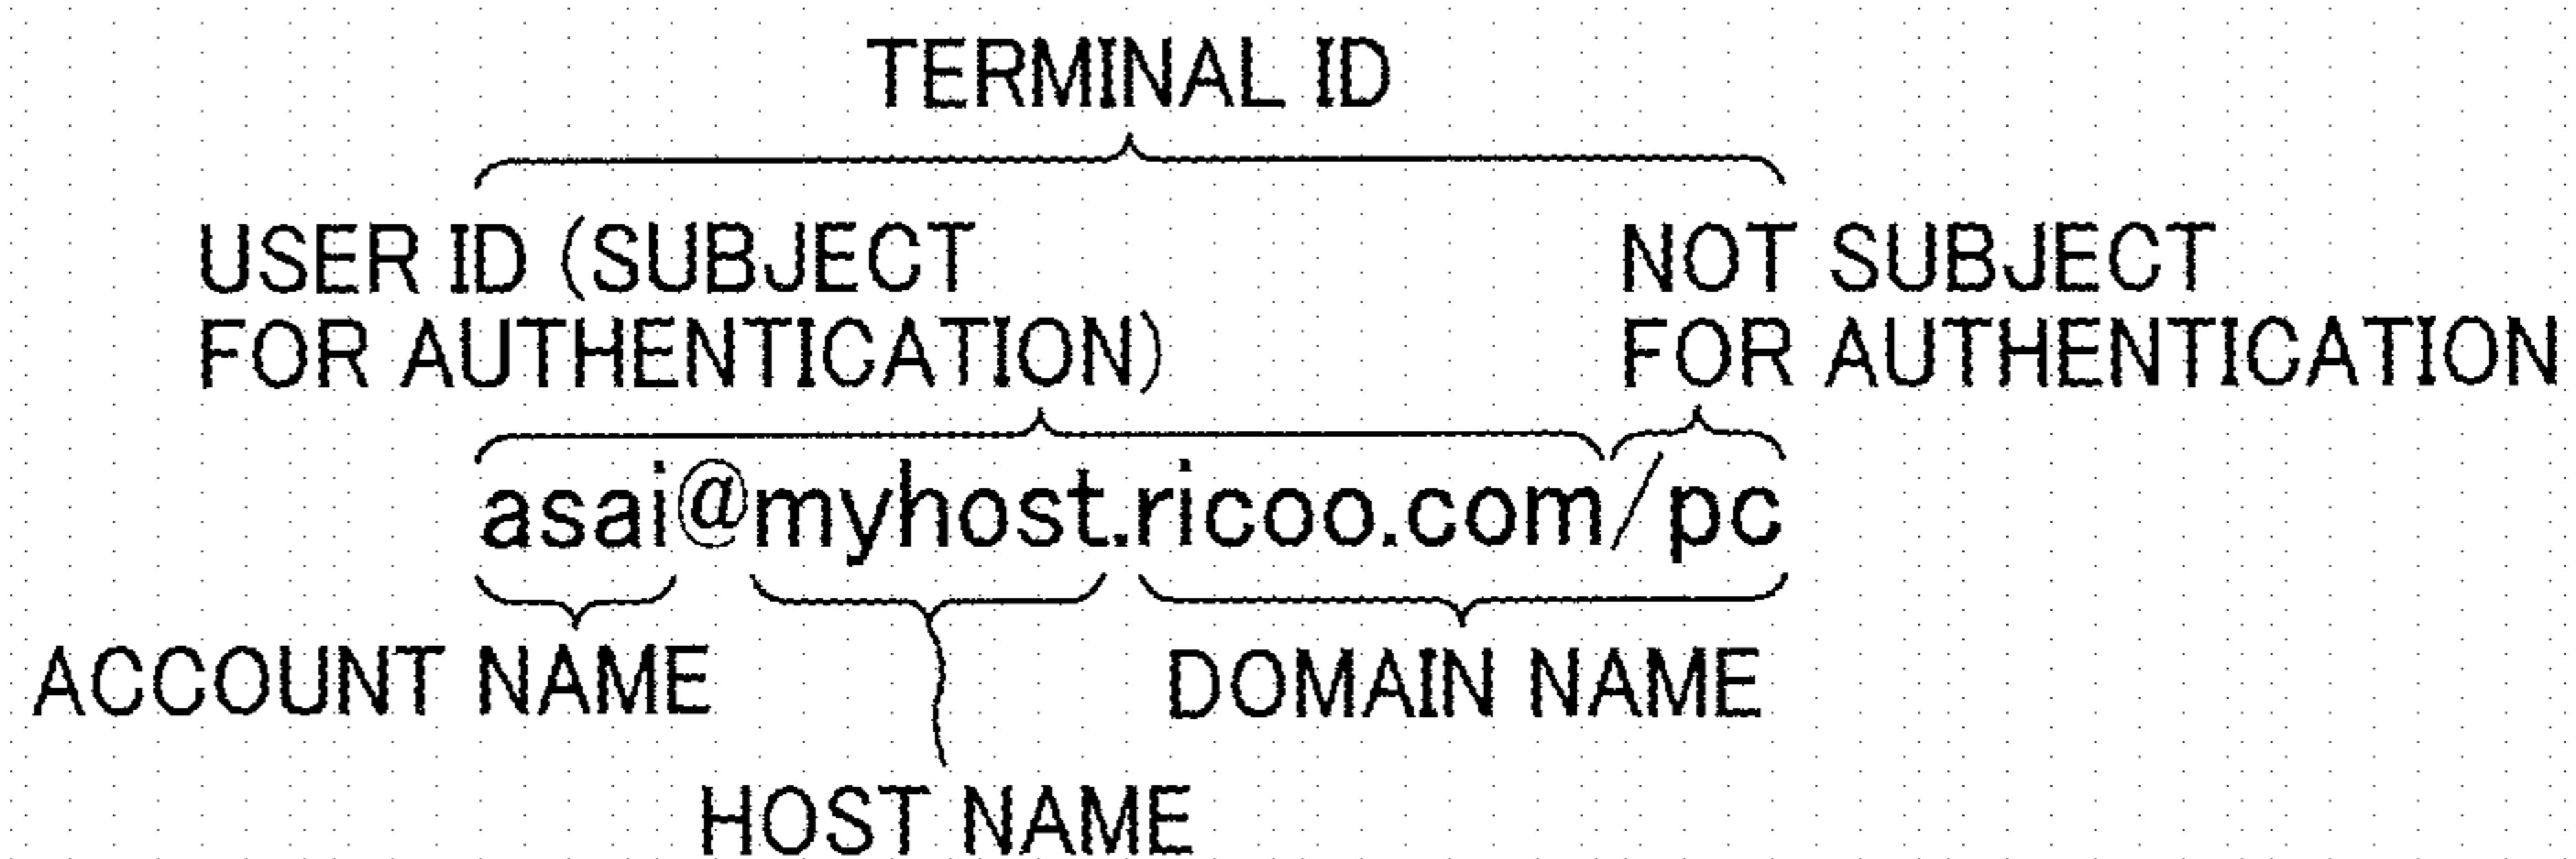 TERMINAL ID
USER ID (SUBJECT
FOR AUTHENTICATION)
NOT SUBJECT
FOR AUTHENTICATION
asai@myhost.ricoo.com/pc
ACCOUNT NAME
DOMAIN NAME
HOST NAME